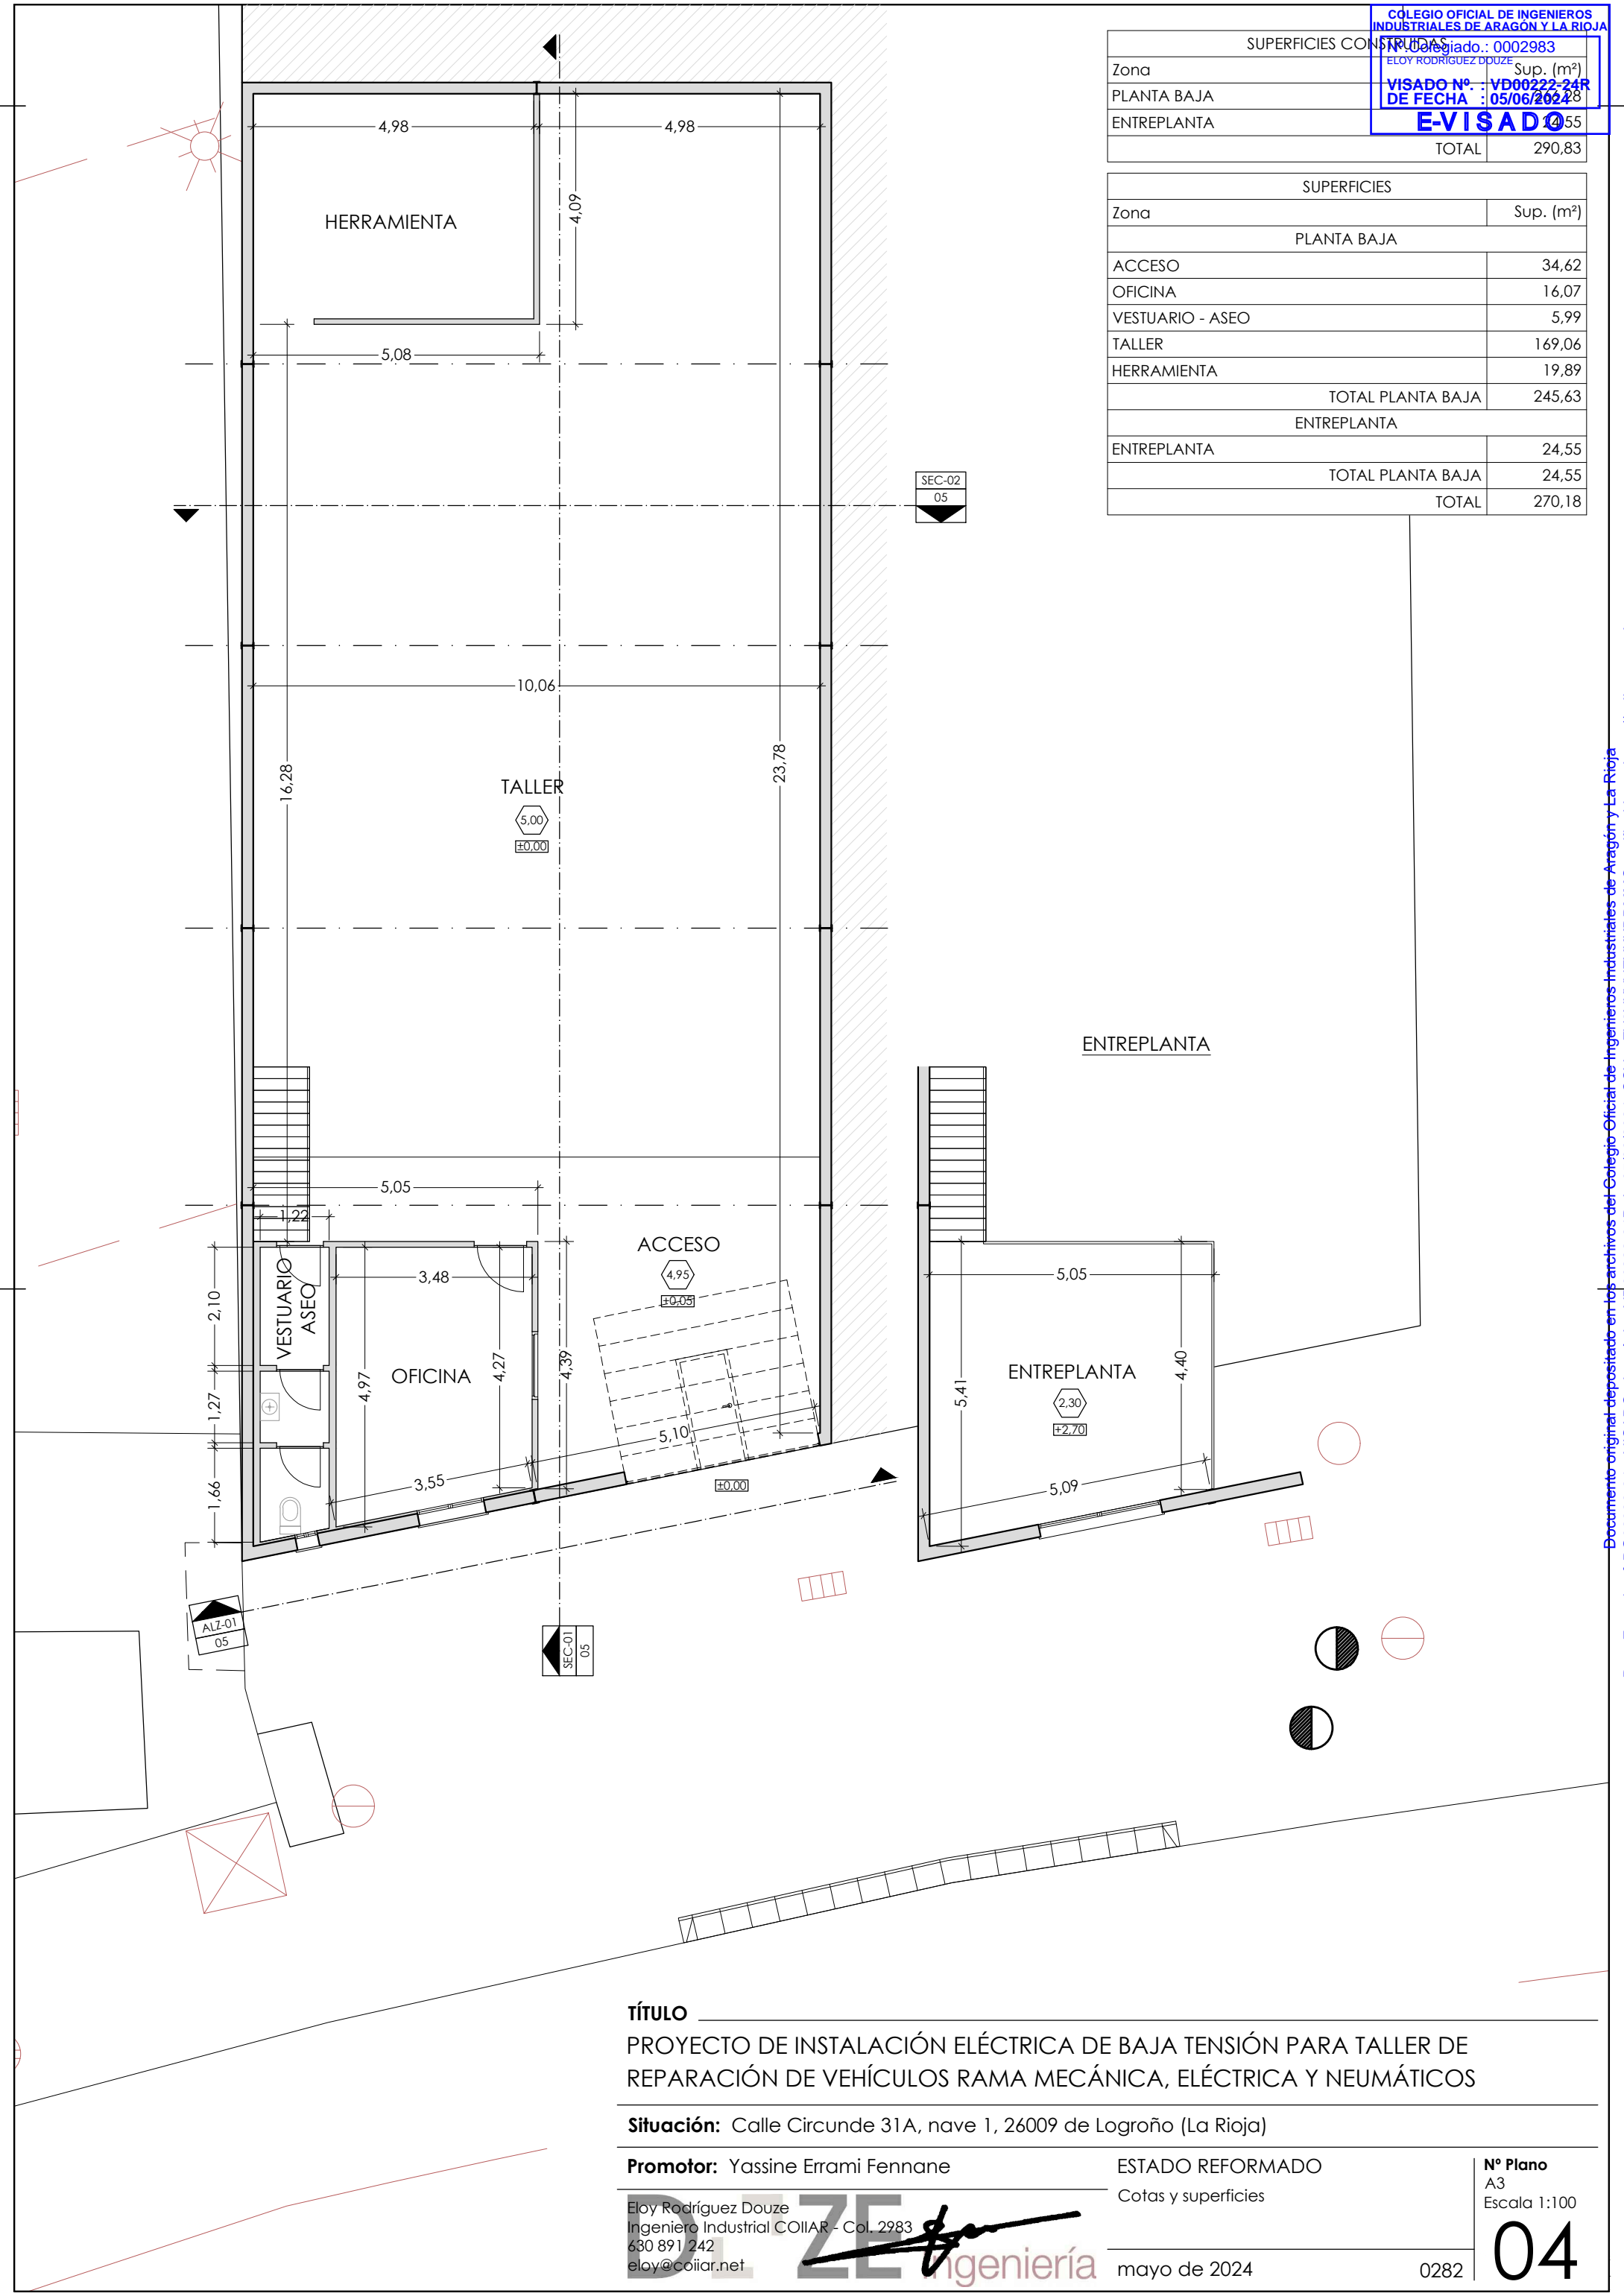 COLEGIO OFICIAL DE INGENIEROS
INDUSTRIALES DE ARAGÓN Y LA RIOJA
Nº.Colegiado.: 0002983
ELOY RODRÍGUEZ DOUZE
VISADO Nº. : VD00222-24R
DE FECHA : 05/06/2024
E-VISADO
SUPERFICIES CONSTRUIDAS
Zona Sup. (m²)
PLANTA BAJA 266,28
ENTREPLANTA 24,55
TOTAL 290,83
SUPERFICIES
Zona Sup. (m²)
PLANTA BAJA
ACCESO 34,62
OFICINA 16,07
VESTUARIO - ASEO 5,99
TALLER 169,06
HERRAMIENTA 19,89
TOTAL PLANTA BAJA 245,63
ENTREPLANTA
ENTREPLANTA 24,55
TOTAL PLANTA BAJA 24,55
TOTAL 270,18
4,98
4,98
4,09
HERRAMIENTA
5,08
SEC-02
05
10,06
16,28
23,78
TALLER
5,00
±0,00
ENTREPLANTA
5,05
1,22
ACCESO
4,95
±0,05
VESTUARIO
ASEO
3,48
2,10
OFICINA
4,97
4,27
4,39
1,27
5,10
3,55
1,66
±0,00
5,05
ENTREPLANTA
2,30
+2,70
5,41
4,40
5,09
ALZ-01
05
SEC-01
05
Documento original depositado en los archivos del Colegio Oficial de Ingenieros Industriales de Aragón y La Rioja
TÍTULO
PROYECTO DE INSTALACIÓN ELÉCTRICA DE BAJA TENSIÓN PARA TALLER DE
REPARACIÓN DE VEHÍCULOS RAMA MECÁNICA, ELÉCTRICA Y NEUMÁTICOS
Situación: Calle Circunde 31A, nave 1, 26009 de Logroño (La Rioja)
Promotor: Yassine Errami Fennane
ESTADO REFORMADO
Cotas y superficies
Nº Plano
A3
Escala 1:100
04
Eloy Rodríguez Douze
Ingeniero Industrial COIIAR - Col. 2983
630 891 242
eloy@coiiar.net
ingeniería
mayo de 2024
0282